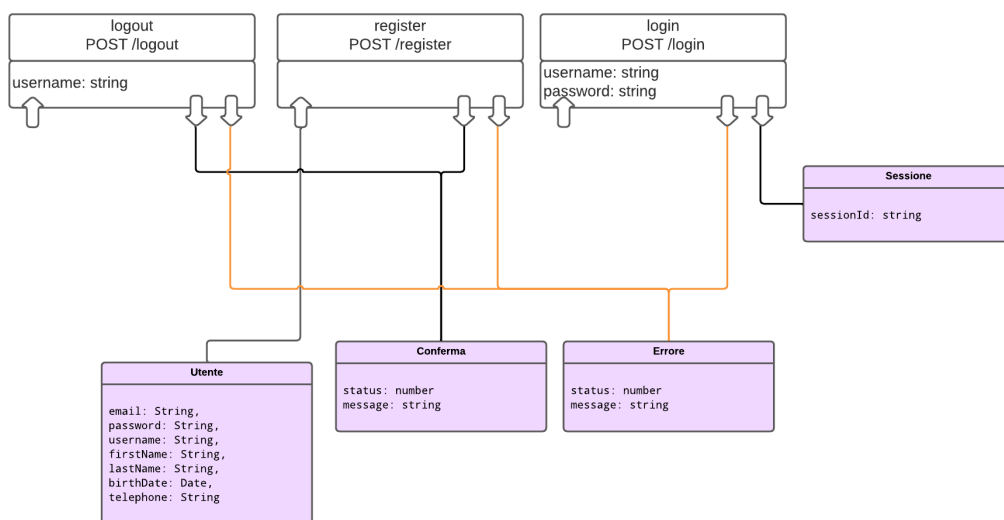 logout
POST /logout
username: string
register
POST /register
login
POST /login
username: string
password: string
Sessione
sessionId: string
Utente
email: String,
password: String,
username: String,
firstName: String,
lastName: String,
birthDate: Date,
telephone: String
Conferma
status: number
message: string
Errore
status: number
message: string